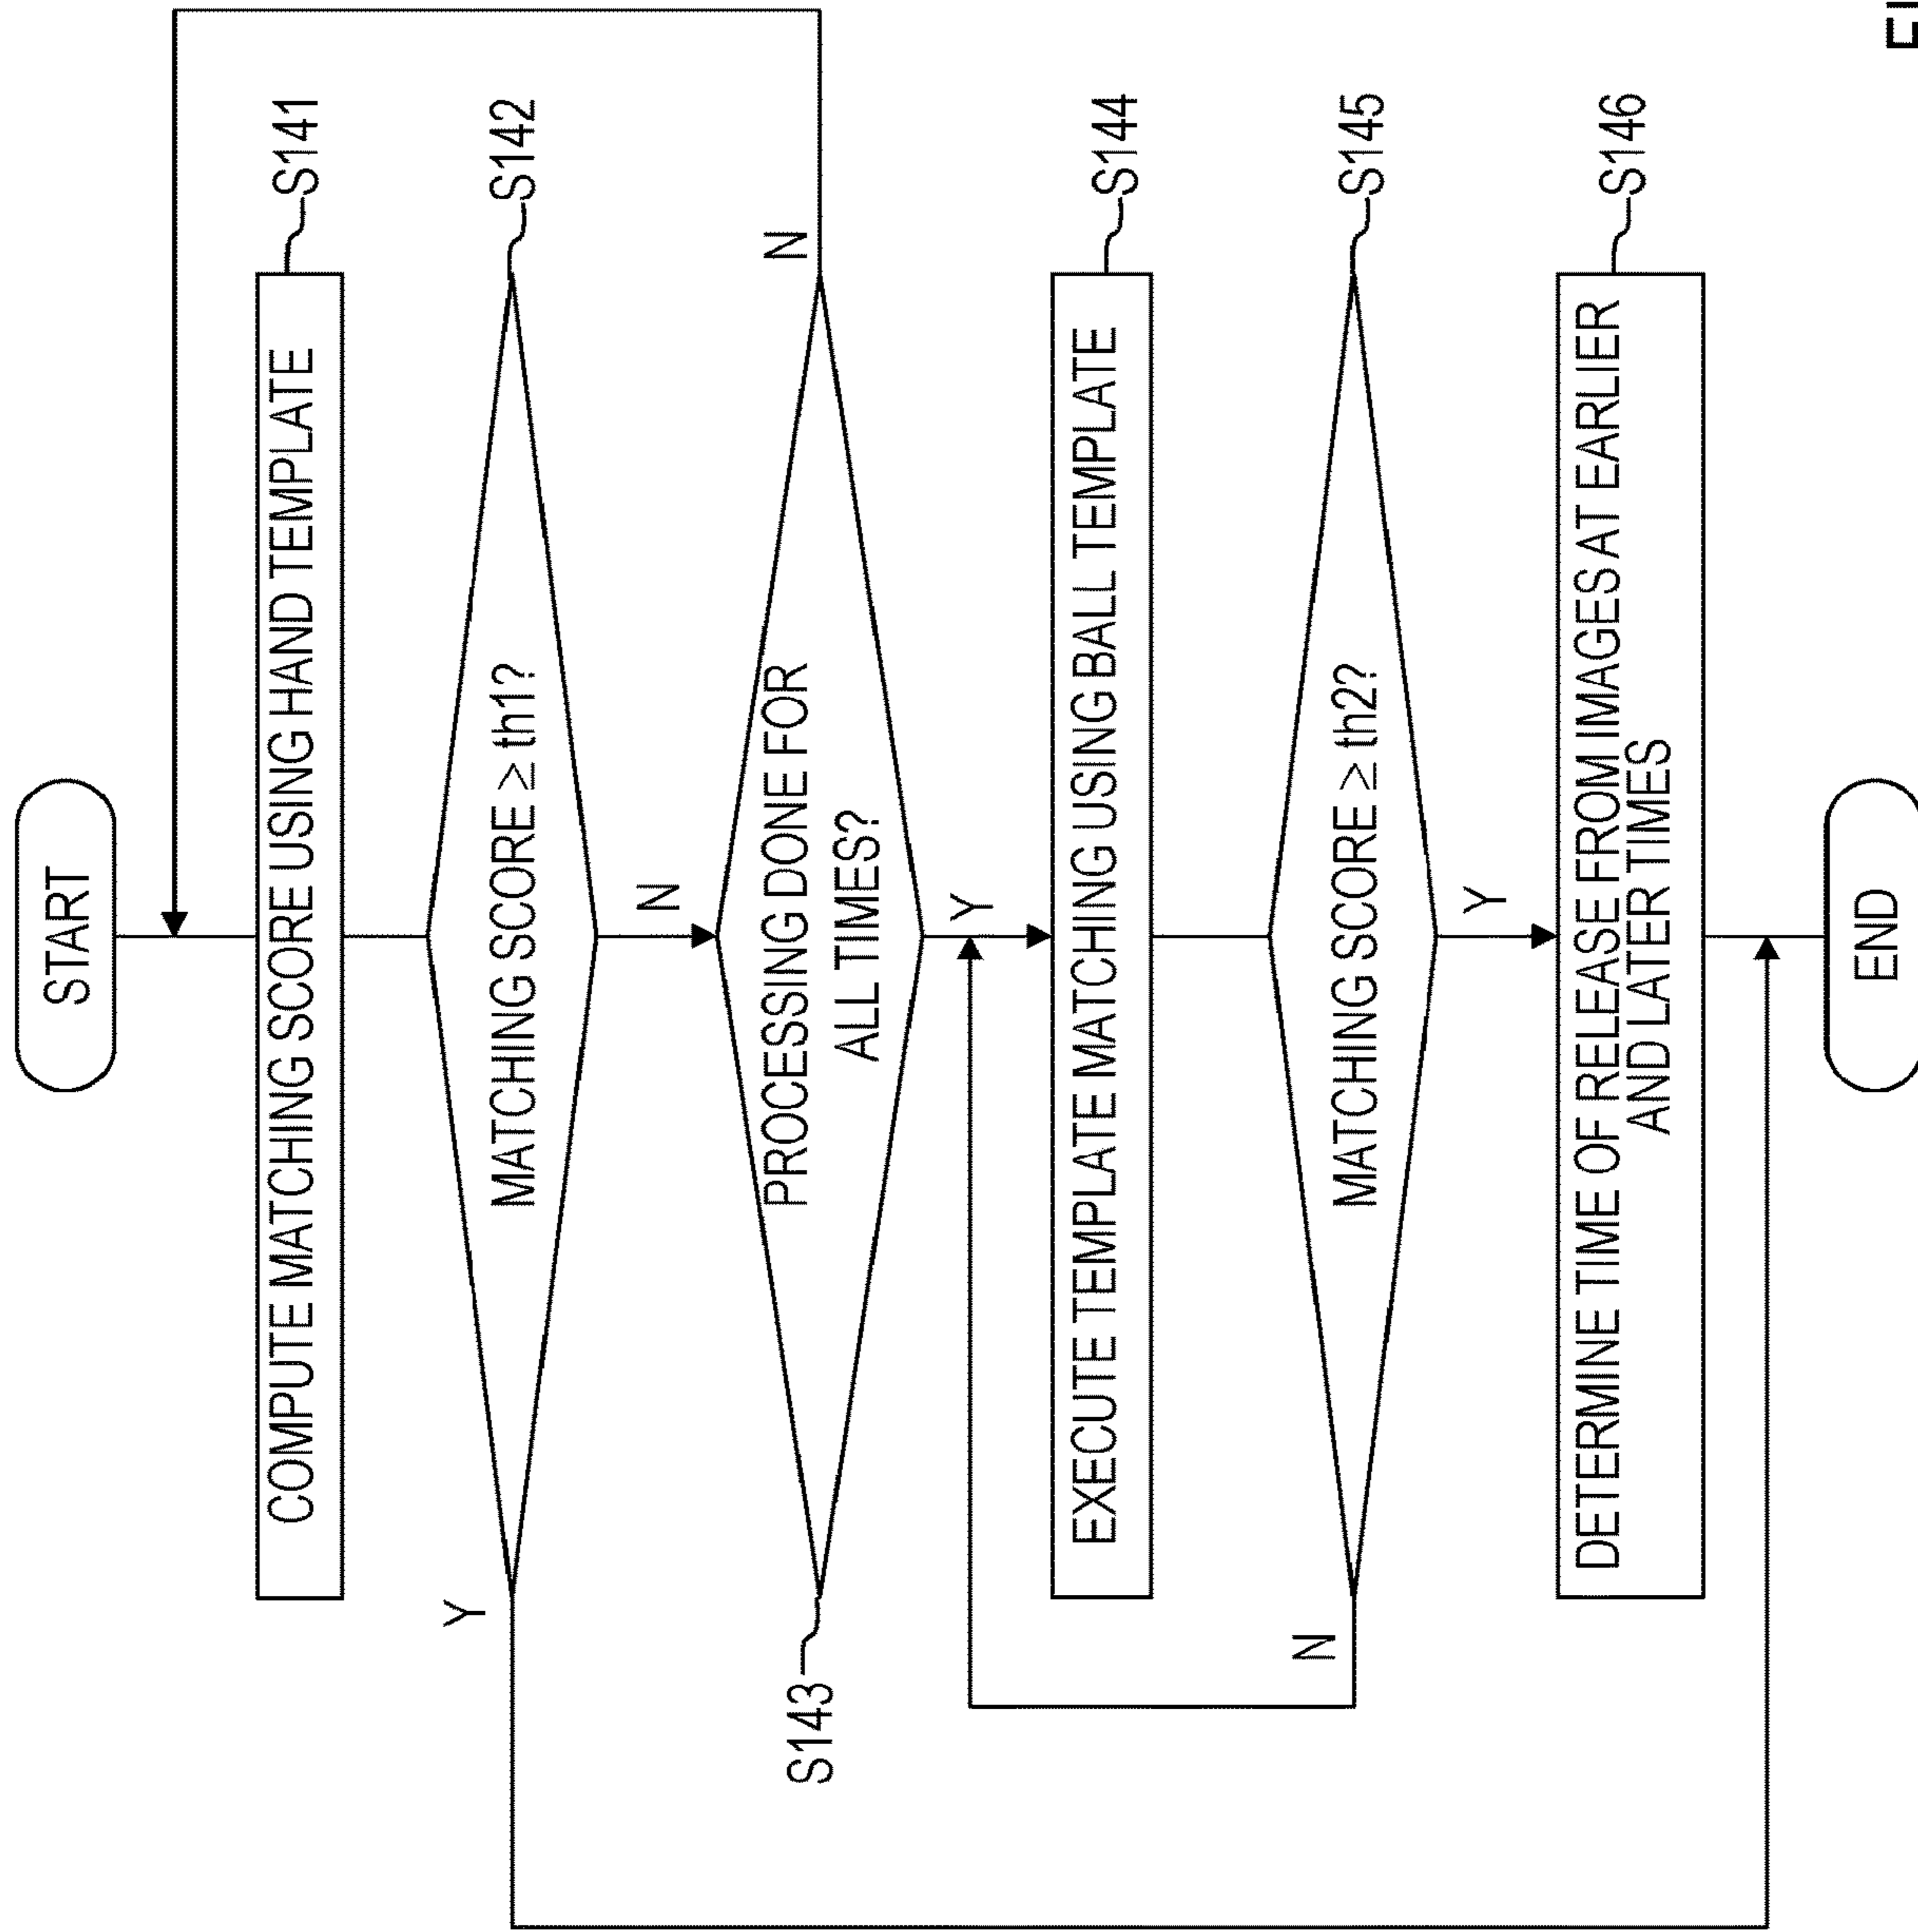 START
COMPUTE MATCHING SCORE USING HAND TEMPLATE
S141
MATCHING SCORE ≥ th1?
S142
Y
N
PROCESSING DONE FOR
ALL TIMES?
S143
N
Y
EXECUTE TEMPLATE MATCHING USING BALL TEMPLATE
S144
MATCHING SCORE ≥ th2?
S145
N
Y
DETERMINE TIME OF RELEASE FROM IMAGES AT EARLIER
AND LATER TIMES
S146
END